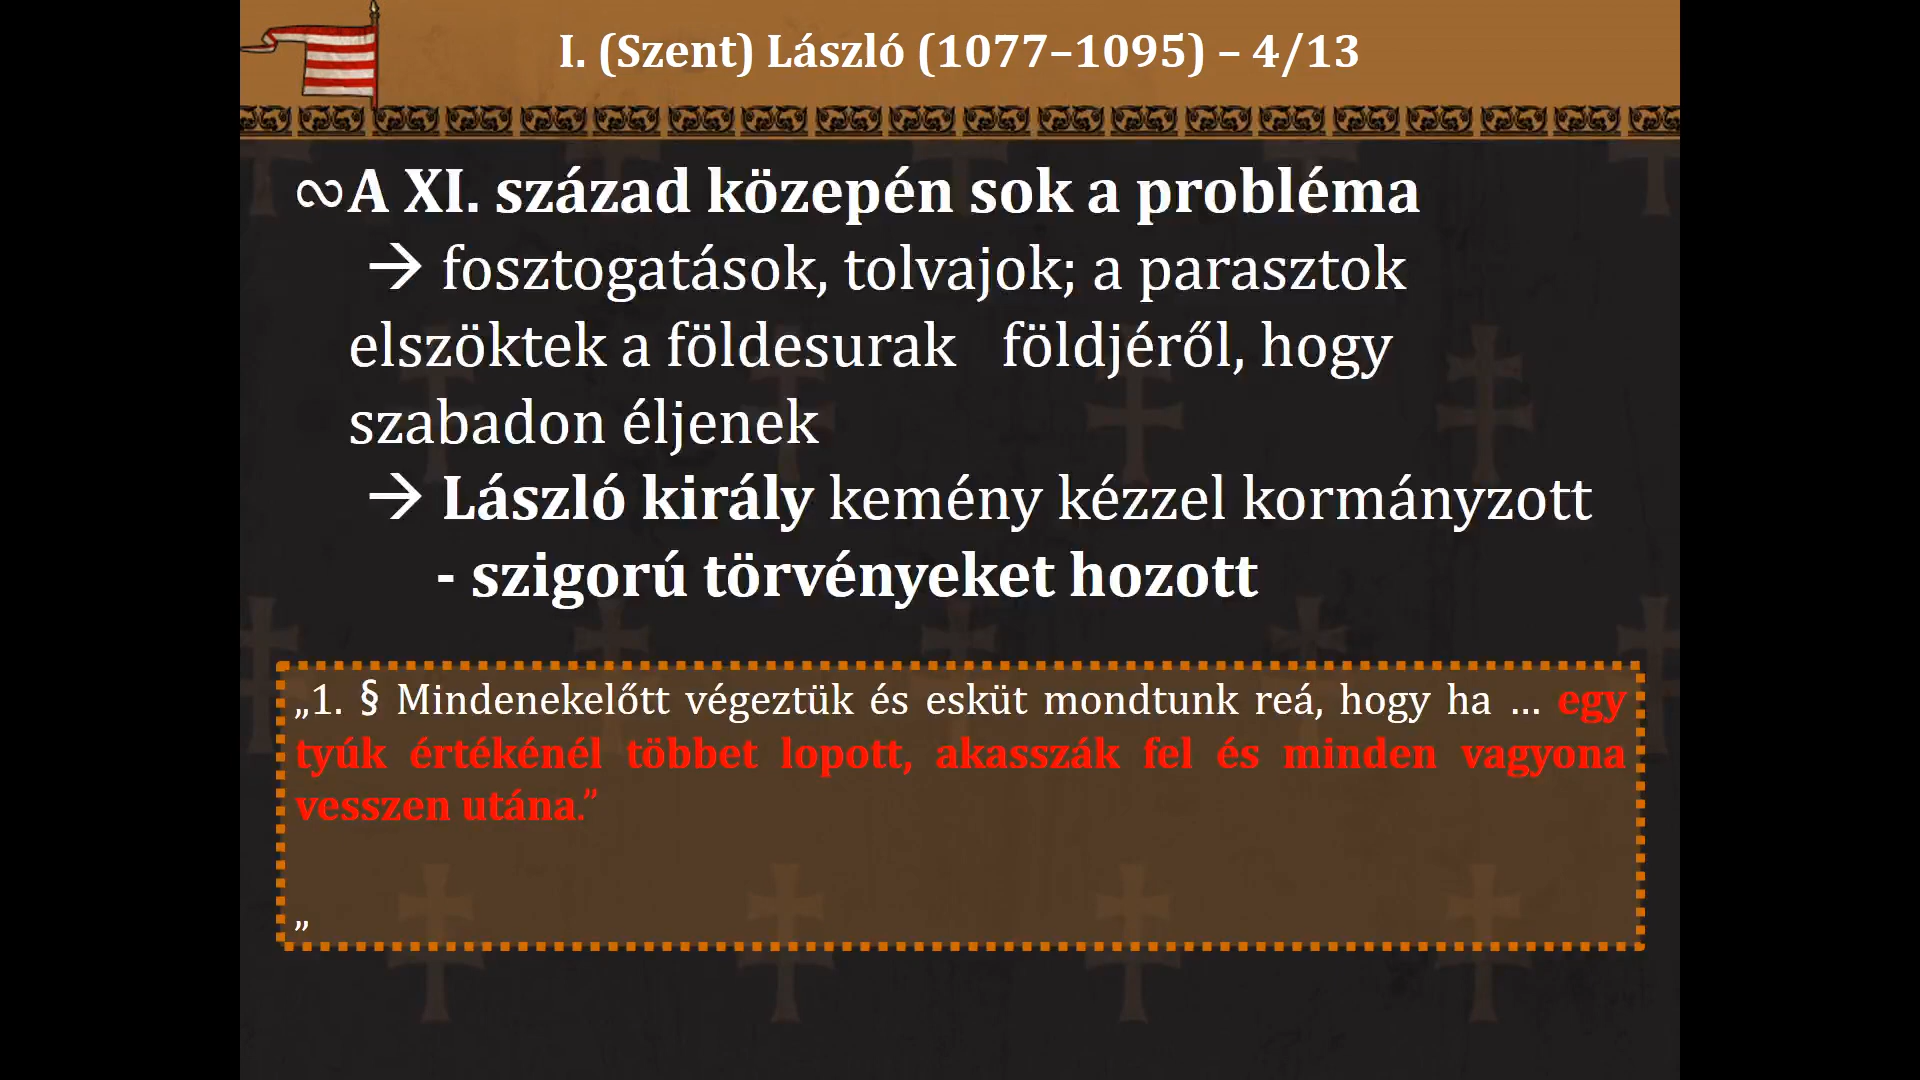 I. (Szent) László (1077–1095) – 4/13
∾A XI. század közepén sok a probléma
→ fosztogatások, tolvajok; a parasztok
elszöktek a földesurak földjéről, hogy
szabadon éljenek
→ László király kemény kézzel kormányzott
- szigorú törvényeket hozott
„1. § Mindenekelőtt végeztük és esküt mondtunk reá, hogy ha … egy
tyúk értékénél többet lopott, akasszák fel és minden vagyona
vesszen utána.”
„